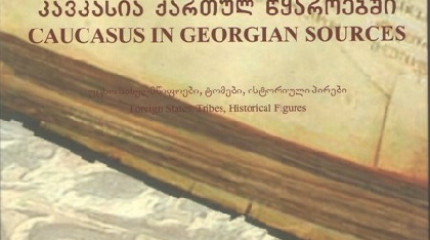 კავკასია ქართულ წყაროებში
CAUCASUS IN GEORGIAN SOURCES
ტომები, ისტორიული პირები
Foreign States, Tribes, Historical Figures